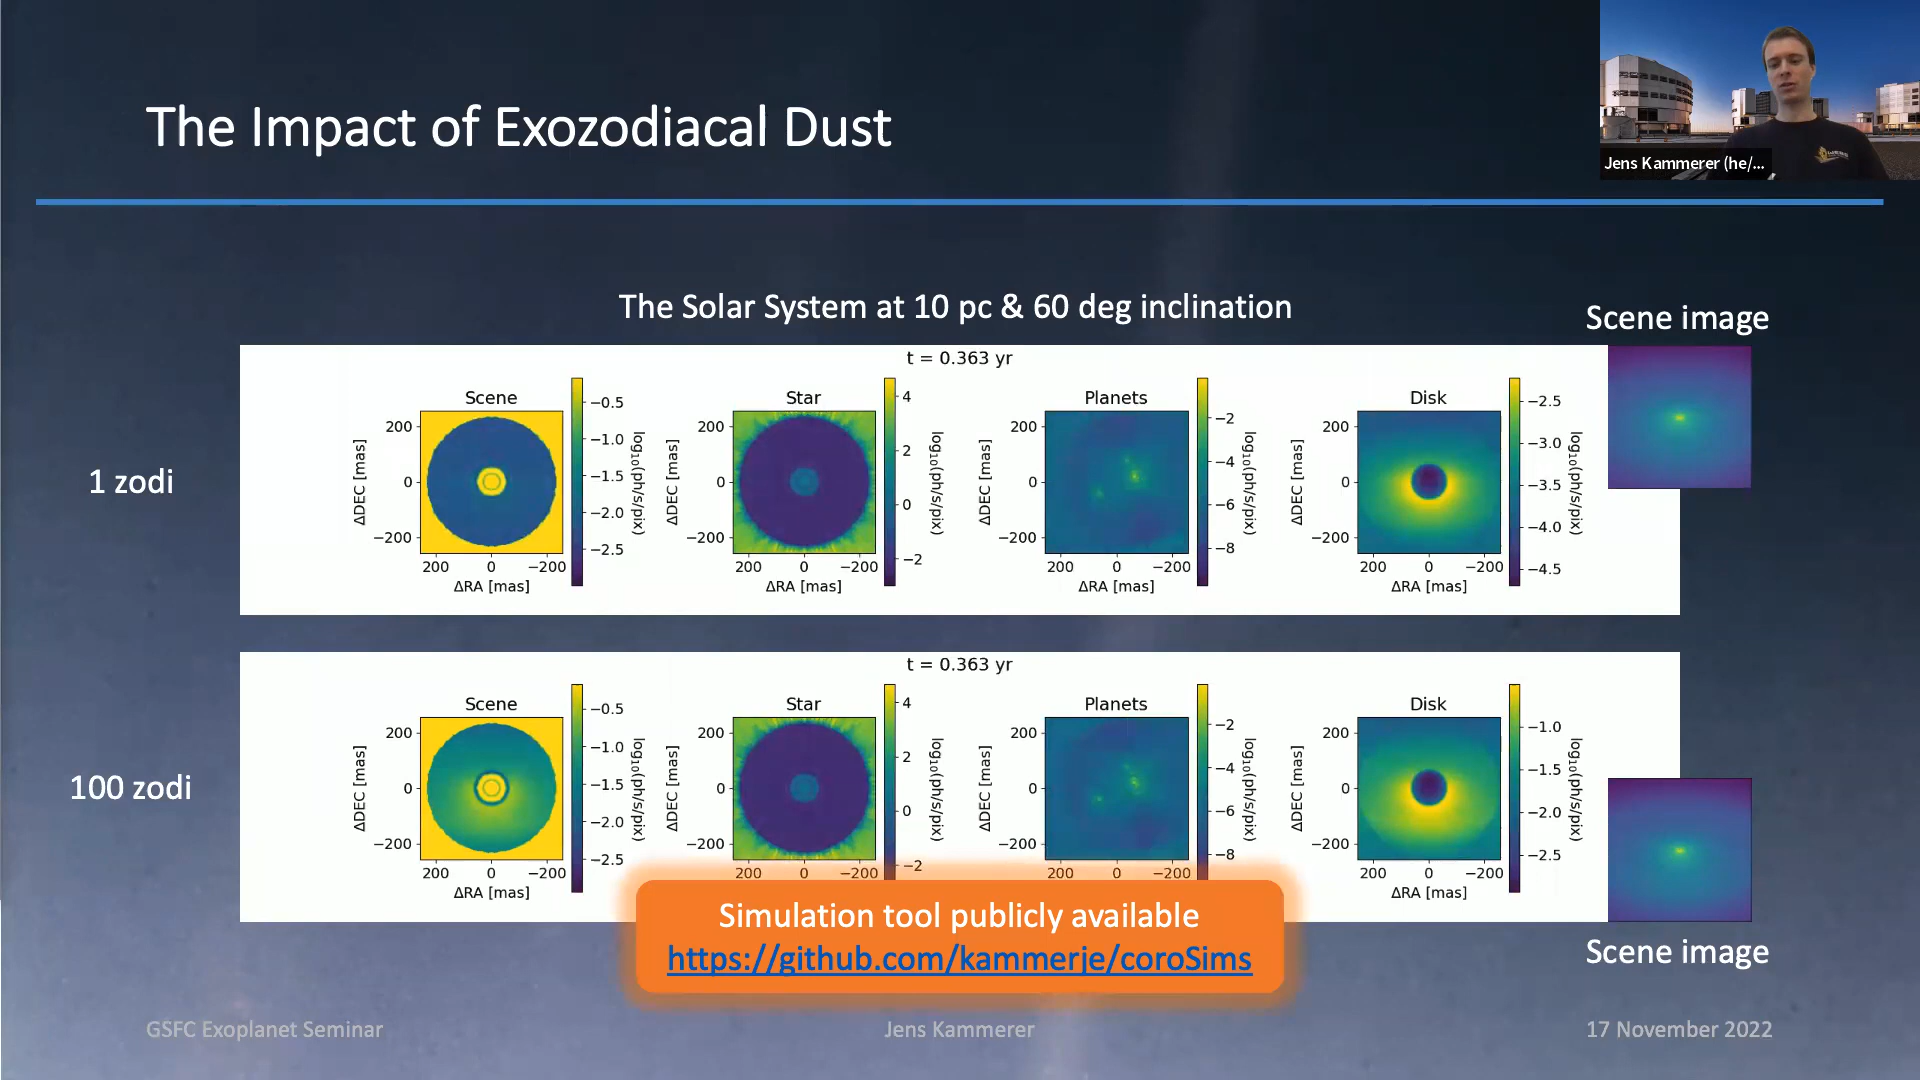 Jens Kammerer (he/...
The Impact of Exozodiacal Dust
The Solar System at 10 pc & 60 deg inclination
Scene image
1 zodi
t = 0.363 yr
Scene
200
0
−200
ΔDEC [mas]
200 0 −200
ΔRA [mas]
−0.5
−1.0
−1.5
−2.0
−2.5
log₁₀(ph/s/pix)
Star
200
0
−200
ΔDEC [mas]
200 0 −200
ΔRA [mas]
4
2
0
−2
log₁₀(ph/s/pix)
Planets
200
0
−200
ΔDEC [mas]
200 0 −200
ΔRA [mas]
−2
−4
−6
−8
log₁₀(ph/s/pix)
Disk
200
0
−200
ΔDEC [mas]
200 0 −200
ΔRA [mas]
−2.5
−3.0
−3.5
−4.0
−4.5
log₁₀(ph/s/pix)
100 zodi
t = 0.363 yr
Scene
200
0
−200
ΔDEC [mas]
200 0 −200
ΔRA [mas]
−0.5
−1.0
−1.5
−2.0
−2.5
log₁₀(ph/s/pix)
Star
200
0
−200
ΔDEC [mas]
200 0 −200
4
2
0
−2
log₁₀(ph/s/pix)
Planets
200
0
−200
ΔDEC [mas]
200 0 −200
−2
−4
−6
−8
log₁₀(ph/s/pix)
Disk
200
0
−200
ΔDEC [mas]
200 0 −200
ΔRA [mas]
−1.0
−1.5
−2.0
−2.5
log₁₀(ph/s/pix)
Simulation tool publicly available
https://github.com/kammerje/coroSims
Scene image
GSFC Exoplanet Seminar
Jens Kammerer
17 November 2022